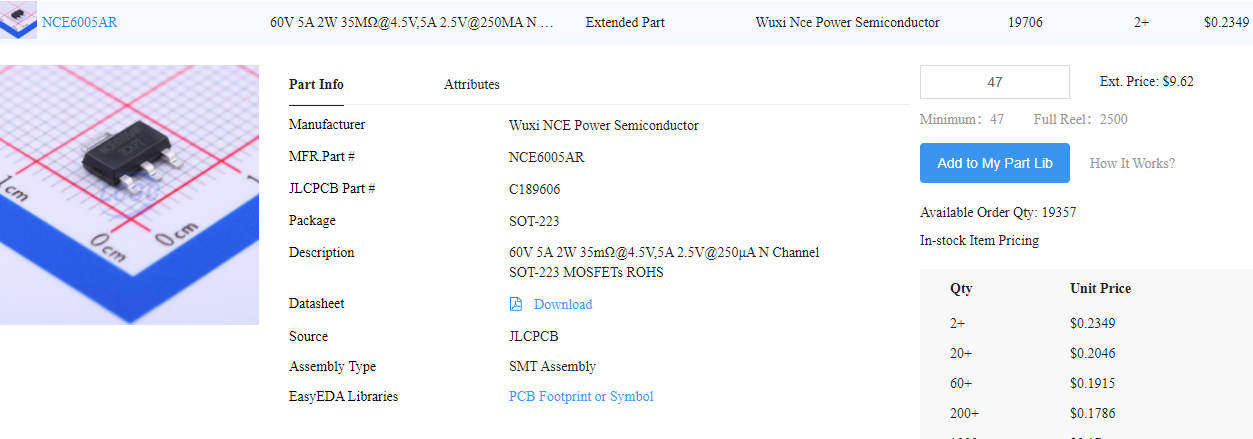 NCE6005AR 60V 5A 2W 35MΩ@4.5V,5A 2.5V@250MA N ... Extended Part Wuxi Nce Power Semiconductor 19706 2+ $0.2349
Part Info Attributes
Manufacturer Wuxi NCE Power Semiconductor
MFR.Part # NCE6005AR
JLCPCB Part # C189606
Package SOT-223
Description 60V 5A 2W 35mΩ@4.5V,5A 2.5V@250μA N Channel
SOT-223 MOSFETs ROHS
Datasheet Download
Source JLCPCB
Assembly Type SMT Assembly
EasyEDA Libraries PCB Footprint or Symbol
1cm
0cm
0cm
1
47 Ext. Price: $9.62
Minimum: 47 Full Reel: 2500
Add to My Part Lib How It Works?
Available Order Qty: 19357
In-stock Item Pricing
Qty Unit Price
2+ $0.2349
20+ $0.2046
60+ $0.1915
200+ $0.1786